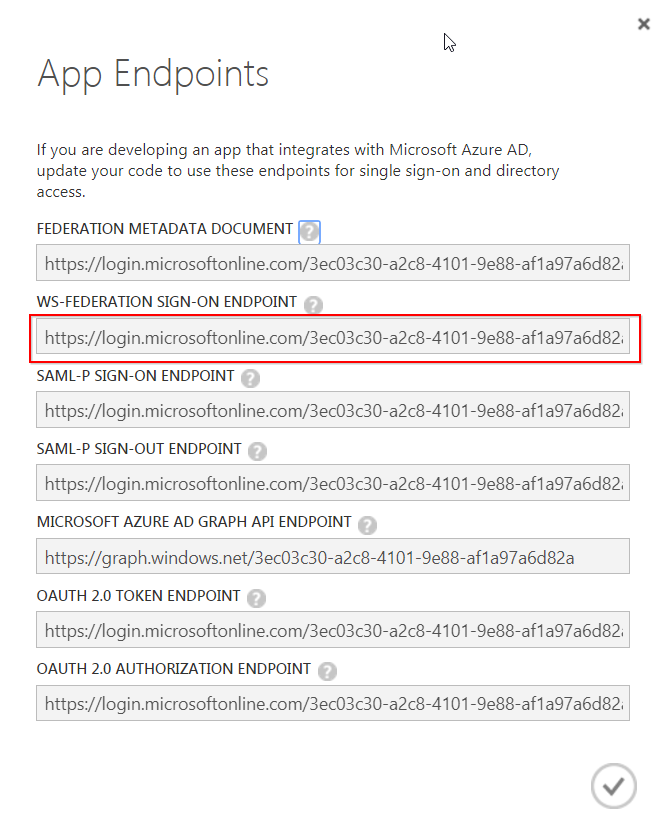 App Endpoints
If you are developing an app that integrates with Microsoft Azure AD,
update your code to use these endpoints for single sign-on and directory
access.
FEDERATION METADATA DOCUMENT ?
https://login.microsoftonline.com/3ec03c30-a2c8-4101-9e88-af1a97a6d82a
WS-FEDERATION SIGN-ON ENDPOINT ?
https://login.microsoftonline.com/3ec03c30-a2c8-4101-9e88-af1a97a6d82a
SAML-P SIGN-ON ENDPOINT ?
https://login.microsoftonline.com/3ec03c30-a2c8-4101-9e88-af1a97a6d82a
SAML-P SIGN-OUT ENDPOINT ?
https://login.microsoftonline.com/3ec03c30-a2c8-4101-9e88-af1a97a6d82a
MICROSOFT AZURE AD GRAPH API ENDPOINT ?
https://graph.windows.net/3ec03c30-a2c8-4101-9e88-af1a97a6d82a
OAUTH 2.0 TOKEN ENDPOINT ?
https://login.microsoftonline.com/3ec03c30-a2c8-4101-9e88-af1a97a6d82a
OAUTH 2.0 AUTHORIZATION ENDPOINT ?
https://login.microsoftonline.com/3ec03c30-a2c8-4101-9e88-af1a97a6d82a